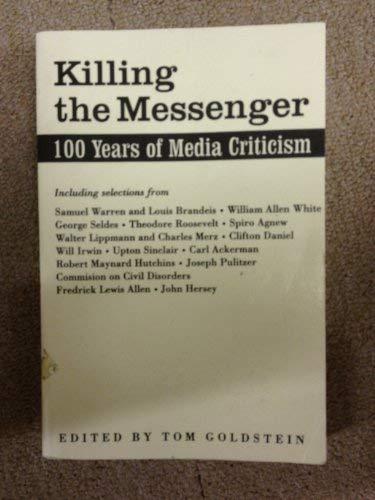 Killing
the Messenger
100 Years of Media Criticism
Including selections from
Samuel Warren and Louis Brandeis • William Allen White
George Seldes • Theodore Roosevelt • Spiro Agnew
Walter Lippmann and Charles Merz • Clifton Daniel
Will Irwin • Upton Sinclair • Carl Ackerman
Robert Maynard Hutchins • Joseph Pulitzer
Commision on Civil Disorders
Fredrick Lewis Allen • John Hersey
EDITED BY TOM GOLDSTEIN